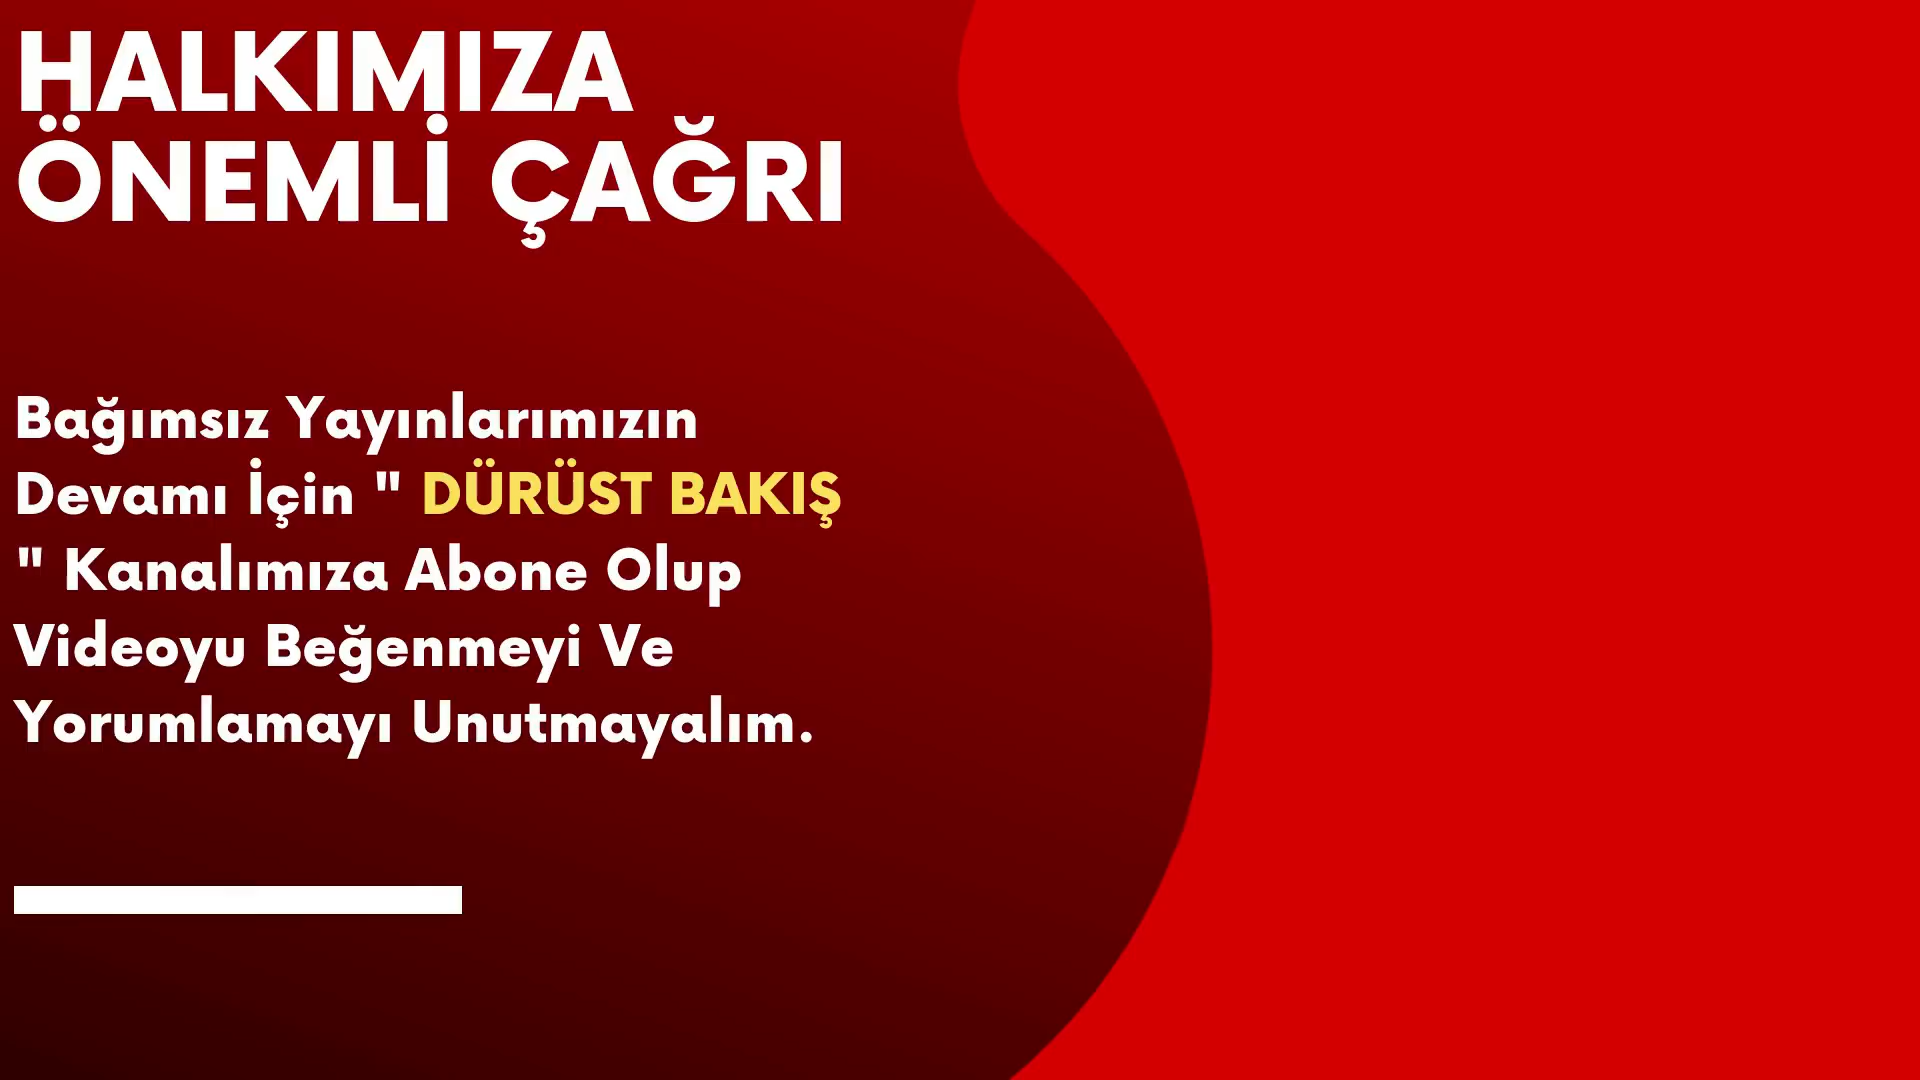 HALKIMIZA
ÖNEMLİ ÇAĞRI
Bağımsız Yayınlarımızın
Devamı İçin " DÜRÜST BAKIŞ
" Kanalımıza Abone Olup
Videoyu Beğenmeyi Ve
Yorumlamayı Unutmayalım.